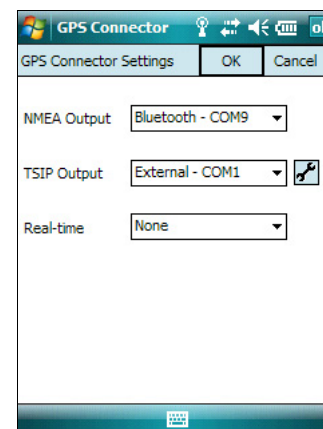 GPS Connector
GPS Connector Settings OK Cancel
NMEA Output Bluetooth - COM9
TSIP Output External - COM1
Real-time None